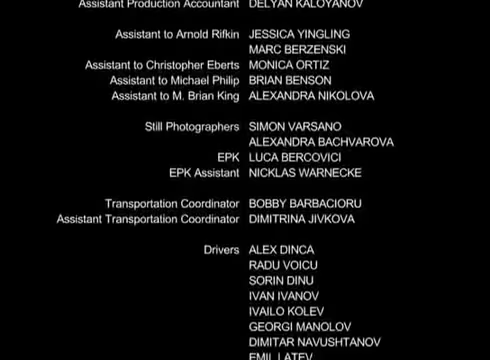 Assistant Production Accountant DELYAN KALOYANOV
Assistant to Arnold Rifkin JESSICA YINGLING
MARC BERZENSKI
Assistant to Christopher Eberts MONICA ORTIZ
Assistant to Michael Philip BRIAN BENSON
Assistant to M. Brian King ALEXANDRA NIKOLOVA
Still Photographers SIMON VARSANO
ALEXANDRA BACHVAROVA
EPK LUCA BERCOVICI
EPK Assistant NICKLAS WARNECKE
Transportation Coordinator BOBBY BARBACIORU
Assistant Transportation Coordinator DIMITRINA JIVKOVA
Drivers ALEX DINCA
RADU VOICU
SORIN DINU
IVAN IVANOV
IVAILO KOLEV
GEORGI MANOLOV
DIMITAR NAVUSHTANOV
EMIL LATEV